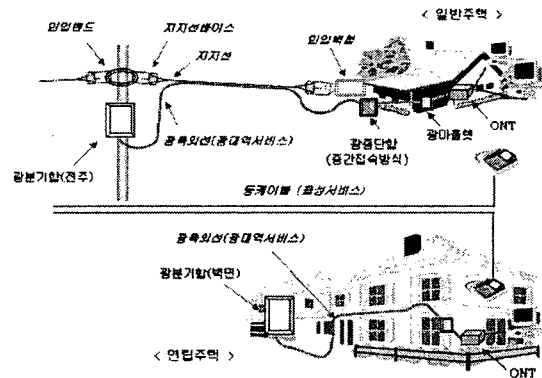 < 일반주택 >
인입밴드
지지선바이스
지지선
인입벽철
광옥외선(광대역서비스)
광분기함(전주)
광종단함
(중간접속방식)
광아울렛
ONT
동케이블 (음성서비스)
광옥외선(광대역서비스)
광분기함(벽면)
< 연립주택 >
ONT